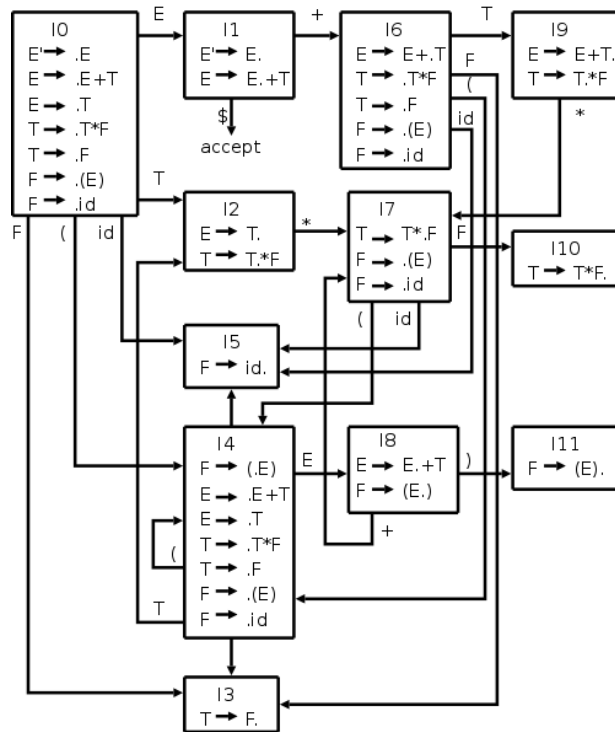 I0
E' → .E
E → .E+T
E → .T
T → .T*F
T → .F
F → .(E)
F → .id
E
I1
E' → E.
E → E.+T
+
$
accept
I6
E → E+.T
T → .T*F
T → .F
F → .(E)
F → .id
T
F
(
id
I9
E → E+T.
T → T.*F
*
T
I2
E → T.
T → T.*F
*
I7
T → T*.F
F → .(E)
F → .id
F
I10
T → T*F.
F
(
id
(
id
I5
F → id.
I4
F → (.E)
E → .E+T
E → .T
T → .T*F
T → .F
F → .(E)
F → .id
(
T
E
I8
E → E.+T
F → (E.)
+
)
I11
F → (E).
I3
T → F.